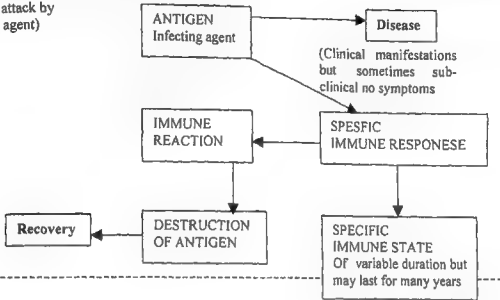 attack by
agent)
ANTIGEN
Infecting agent
Disease
(Clinical manifestations
but sometimes sub-
clinical no symptoms
IMMUNE
REACTION
SPESFIC
IMMUNE RESPONESE
Recovery
DESTRUCTION
OF ANTIGEN
SPECIFIC
IMMUNE STATE
Of variable duration but
may last for many years